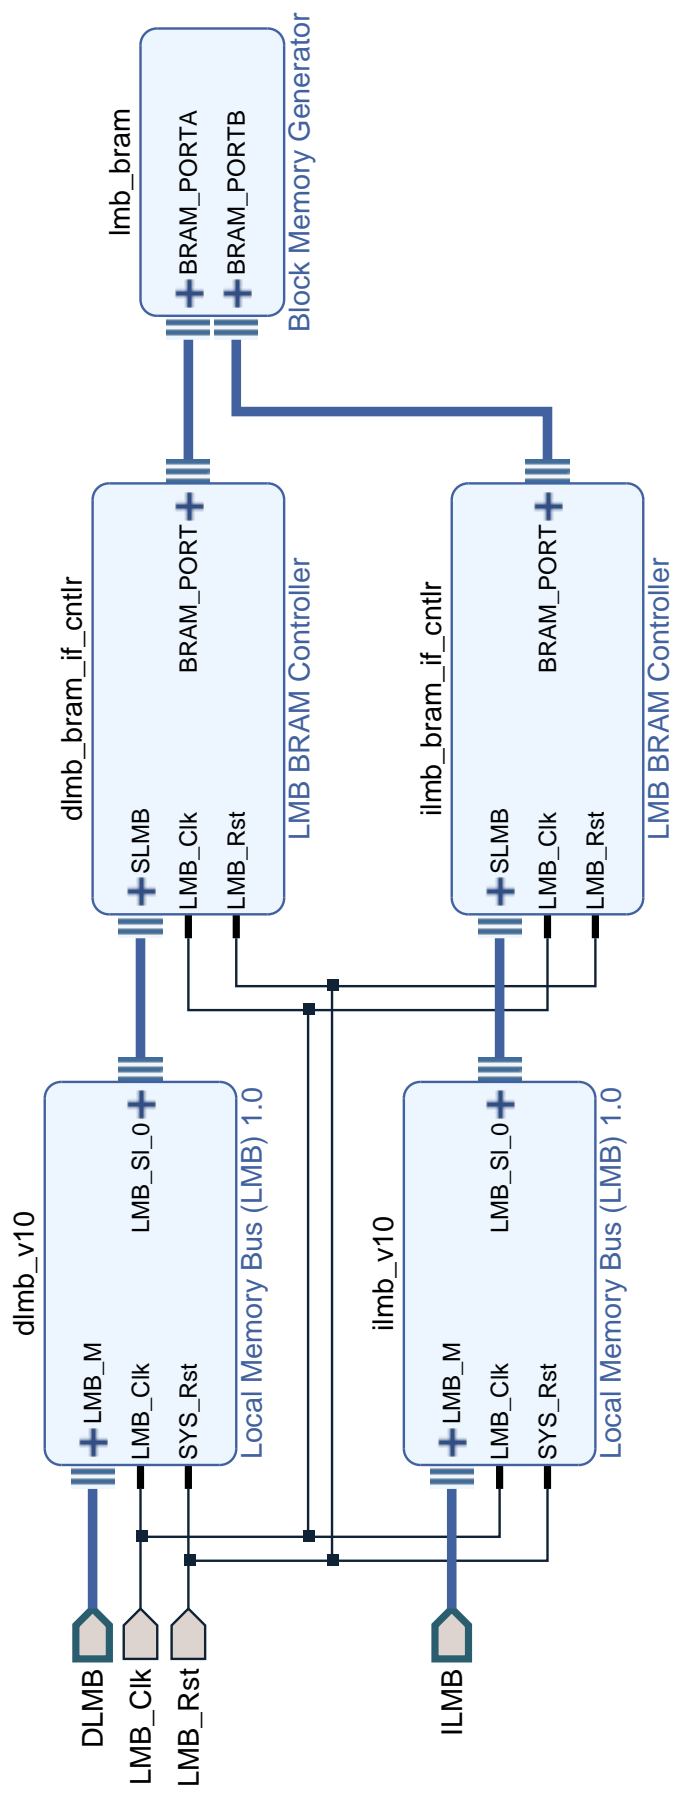 DLMB
LMB_Clk
LMB_Rst
ILMB
dlmb_v10
LMB_M
LMB_Clk
SYS_Rst
LMB_Sl_0
Local Memory Bus (LMB) 1.0
ilmb_v10
LMB_M
LMB_Clk
SYS_Rst
LMB_Sl_0
Local Memory Bus (LMB) 1.0
dlmb_bram_if_cntlr
SLMB
LMB_Clk
LMB_Rst
BRAM_PORT
LMB BRAM Controller
ilmb_bram_if_cntlr
SLMB
LMB_Clk
LMB_Rst
BRAM_PORT
LMB BRAM Controller
lmb_bram
BRAM_PORTA
BRAM_PORTB
Block Memory Generator